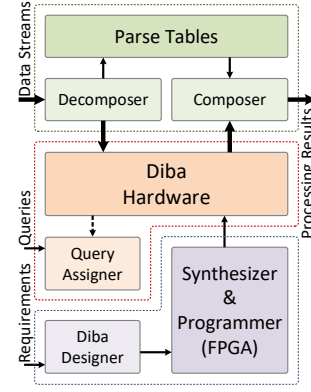 Data Streams
Parse Tables
Decomposer
Composer
Processing Results
Diba
Hardware
Queries
Query
Assigner
Synthesizer
&
Programmer
(FPGA)
Requirements
Diba
Designer